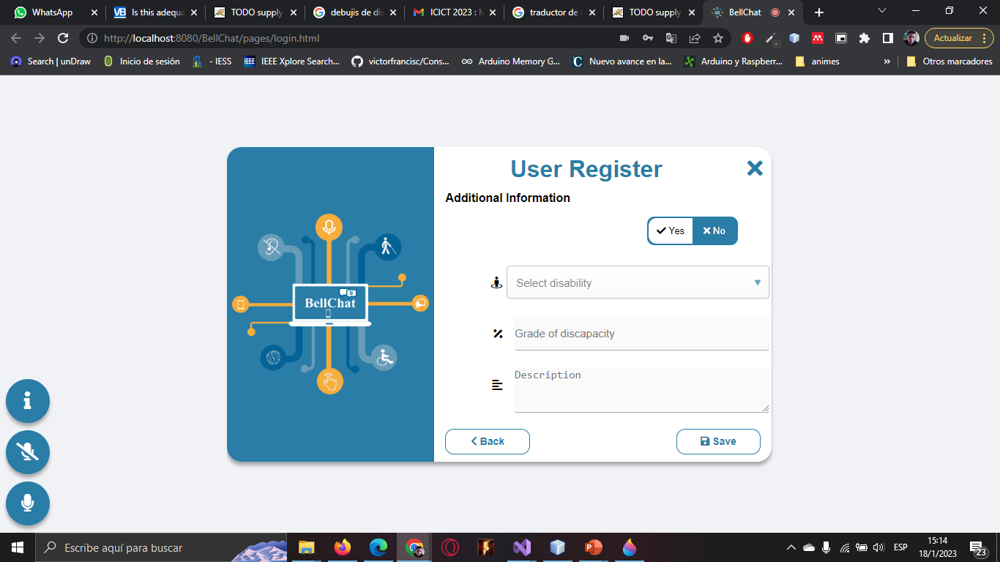 WhatsApp
Is this adequa
TODO supply
debujis de dis
ICICT 2023 : M
traductor de i
TODO supply
BellChat
http://localhost:8080/BellChat/pages/login.html
Actualizar
Search | unDraw
Inicio de sesión
- IESS
IEEE Xplore Search...
victorfrancisc/Cons...
Arduino Memory G...
Nuevo avance en la...
Arduino y Raspberr...
animes
»
Otros marcadores
User Register
Additional Information
Yes
No
Select disability
Grade of discapacity
Description
Back
Save
BellChat
Escribe aquí para buscar
ESP
15:14
18/1/2023
23